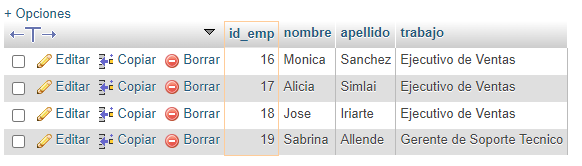 + Opciones
id_emp nombre apellido trabajo
Editar Copiar Borrar 16 Monica Sanchez Ejecutivo de Ventas
Editar Copiar Borrar 17 Alicia Simlai Ejecutivo de Ventas
Editar Copiar Borrar 18 Jose Iriarte Ejecutivo de Ventas
Editar Copiar Borrar 19 Sabrina Allende Gerente de Soporte Tecnico